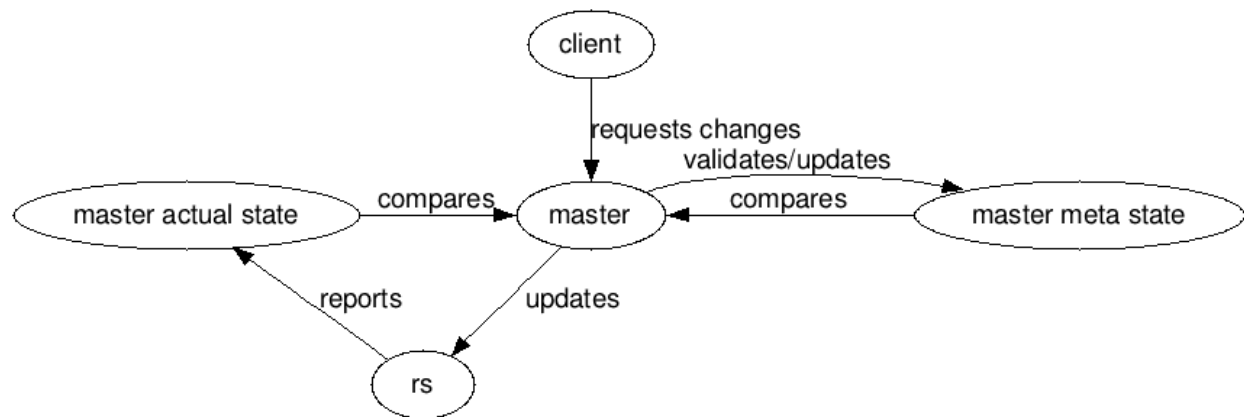 client
requests changes
validates/updates
master actual state
compares
master
compares
master meta state
reports
updates
rs